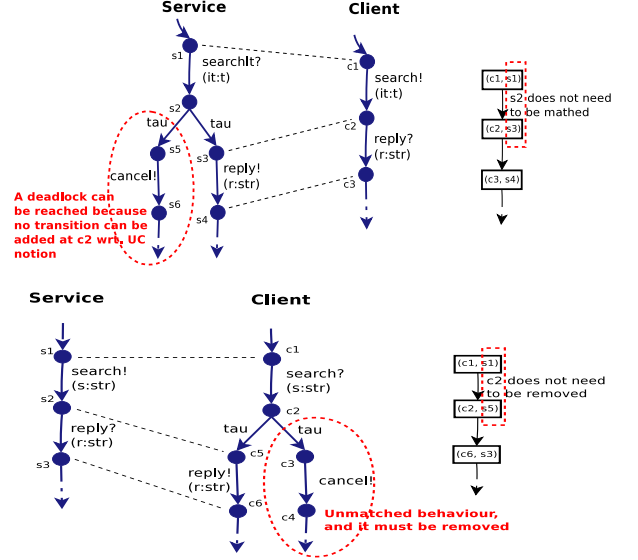 Service
Client
s1
searchIt?
(it:t)
s2
tau
tau
s5
s3
cancel!
reply!
(r:str)
s6
s4
A deadlock can
be reached because
no transition can be
added at c2 wrt. UC
notion
c1
search!
(it:t)
c2
reply?
(r:str)
c3
(c1, s1)
s2 does not need
to be mathed
(c2, s3)
(c3, s4)
Service
Client
s1
search!
(s:str)
s2
reply?
(r:str)
s3
c1
search?
(s:str)
c2
tau
tau
c5
c3
reply!
(r:str)
cancel!
c6
c4
Unmatched behaviour,
and it must be removed
(c1, s1)
c2 does not need
to be removed
(c2, s5)
(c6, s3)